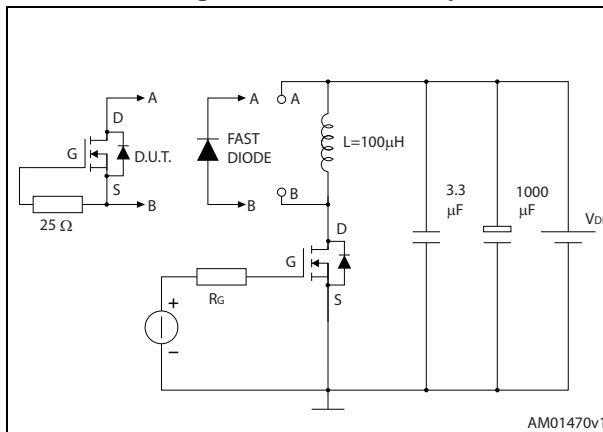 A
D
G
D.U.T.
S
B
25 Ω
A
FAST
DIODE
B
A
B
L=100μH
D
G
S
RG
+
−
3.3
μF
1000
μF
AM01470v1